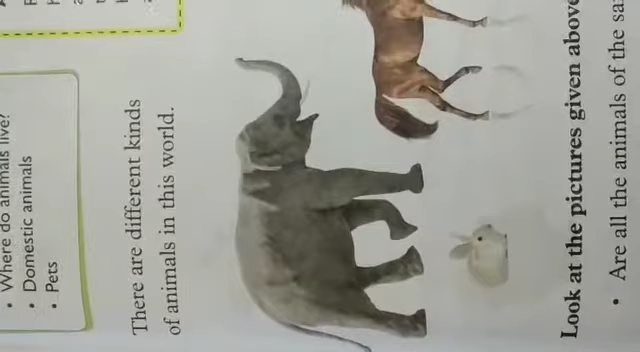 • Where do animals live?
• Domestic animals
• Pets
There are different kinds
of animals in this world.
Look at the pictures given above
• Are all the animals of the